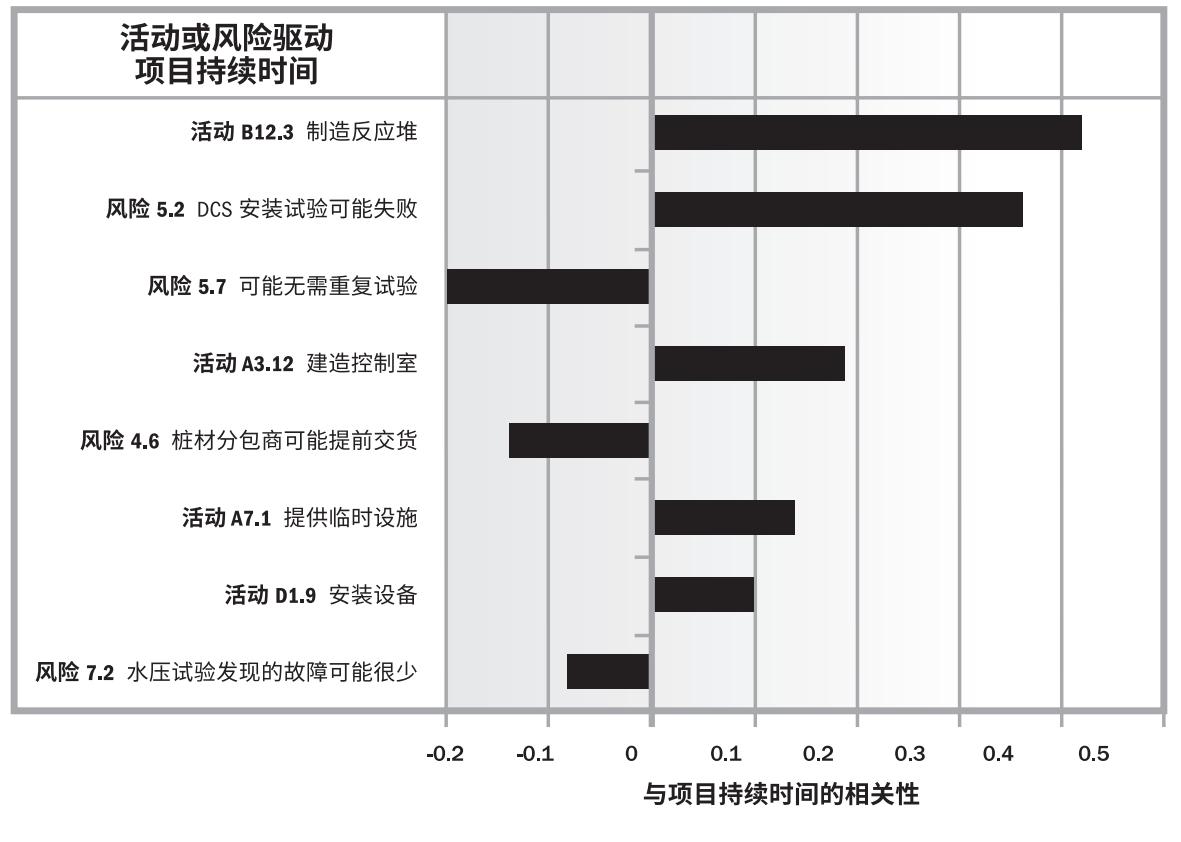 活动或风险驱动
项目持续时间
活动 B12.3 制造反应堆
风险 5.2 DCS 安装试验可能失败
风险 5.7 可能无需重复试验
活动 A3.12 建造控制室
风险 4.6 桩材分包商可能提前交货
活动 A7.1 提供临时设施
活动 D1.9 安装设备
风险 7.2 水压试验发现的故障可能很少
-0.2 -0.1 0 0.1 0.2 0.3 0.4 0.5
与项目持续时间的相关性